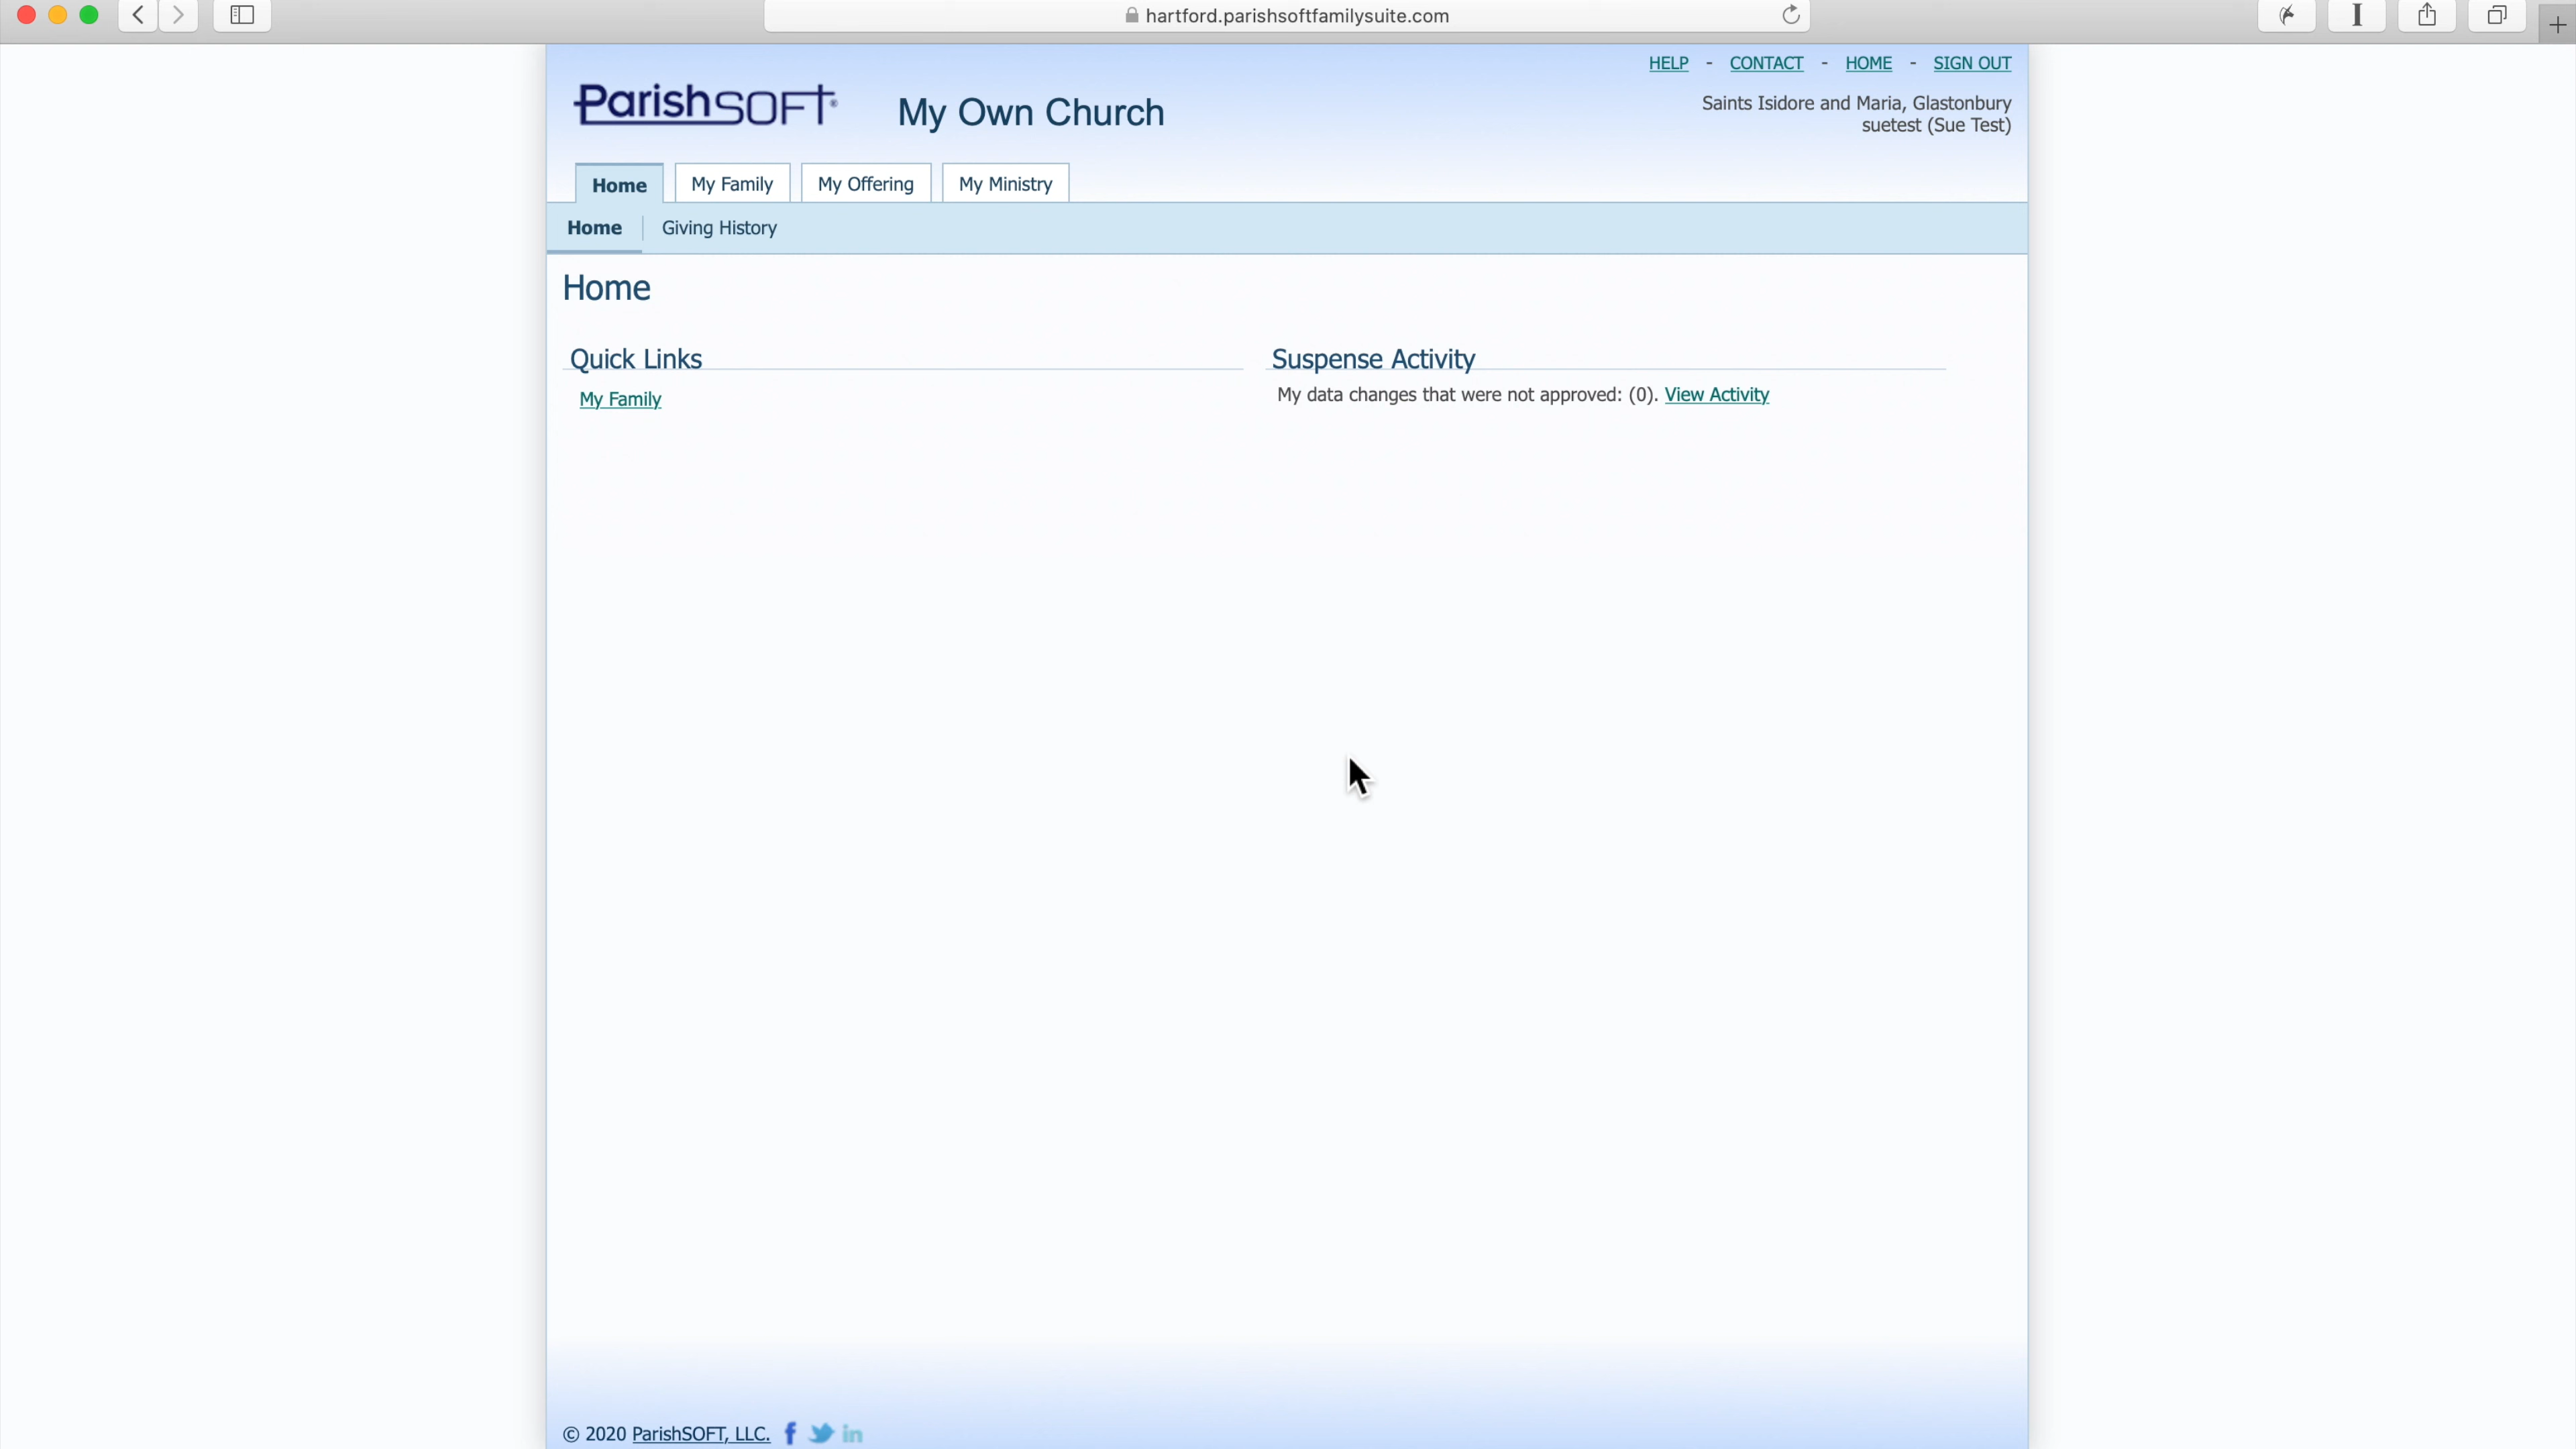 hartford.parishsoftfamilysuite.com
HELP - CONTACT - HOME - SIGN OUT
ParishSOFT®
My Own Church
Saints Isidore and Maria, Glastonbury
suetest (Sue Test)
Home My Family My Offering My Ministry
Home Giving History
Home
Quick Links
My Family
Suspense Activity
My data changes that were not approved: (0). View Activity
© 2020 ParishSOFT, LLC. f in